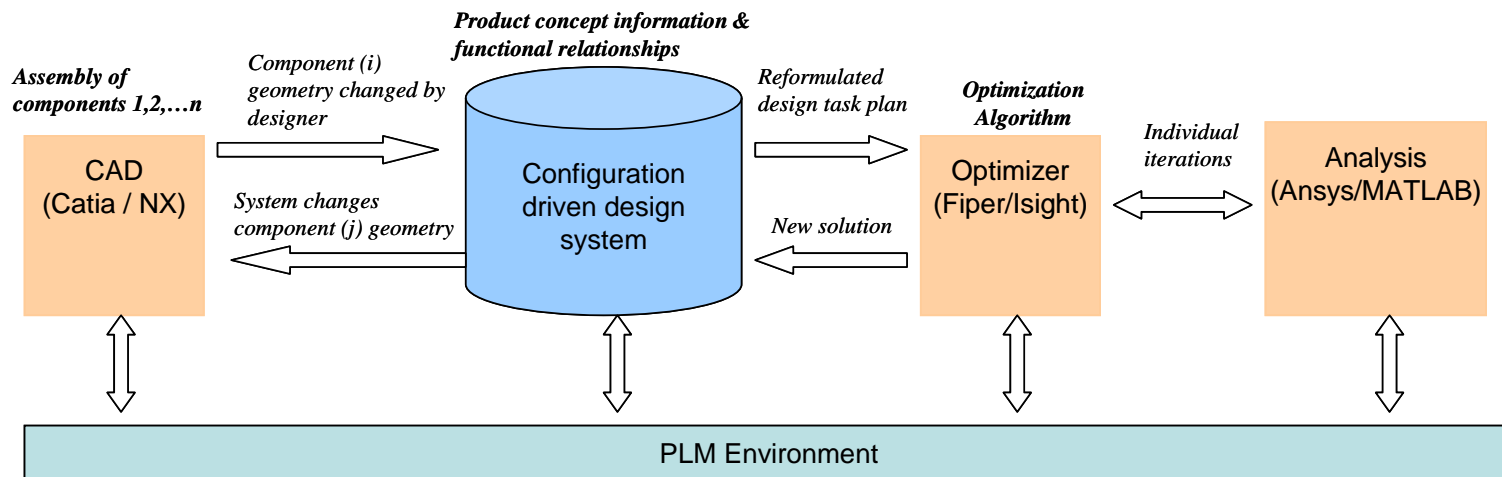 Product concept information &
functional relationships
Assembly of
components 1,2,…n
Component (i)
geometry changed by
designer
Reformulated
design task plan
Optimization
Algorithm
Individual
iterations
CAD
(Catia / NX)
Configuration
driven design
system
Optimizer
(Fiper/Isight)
Analysis
(Ansys/MATLAB)
System changes
component (j) geometry
New solution
PLM Environment